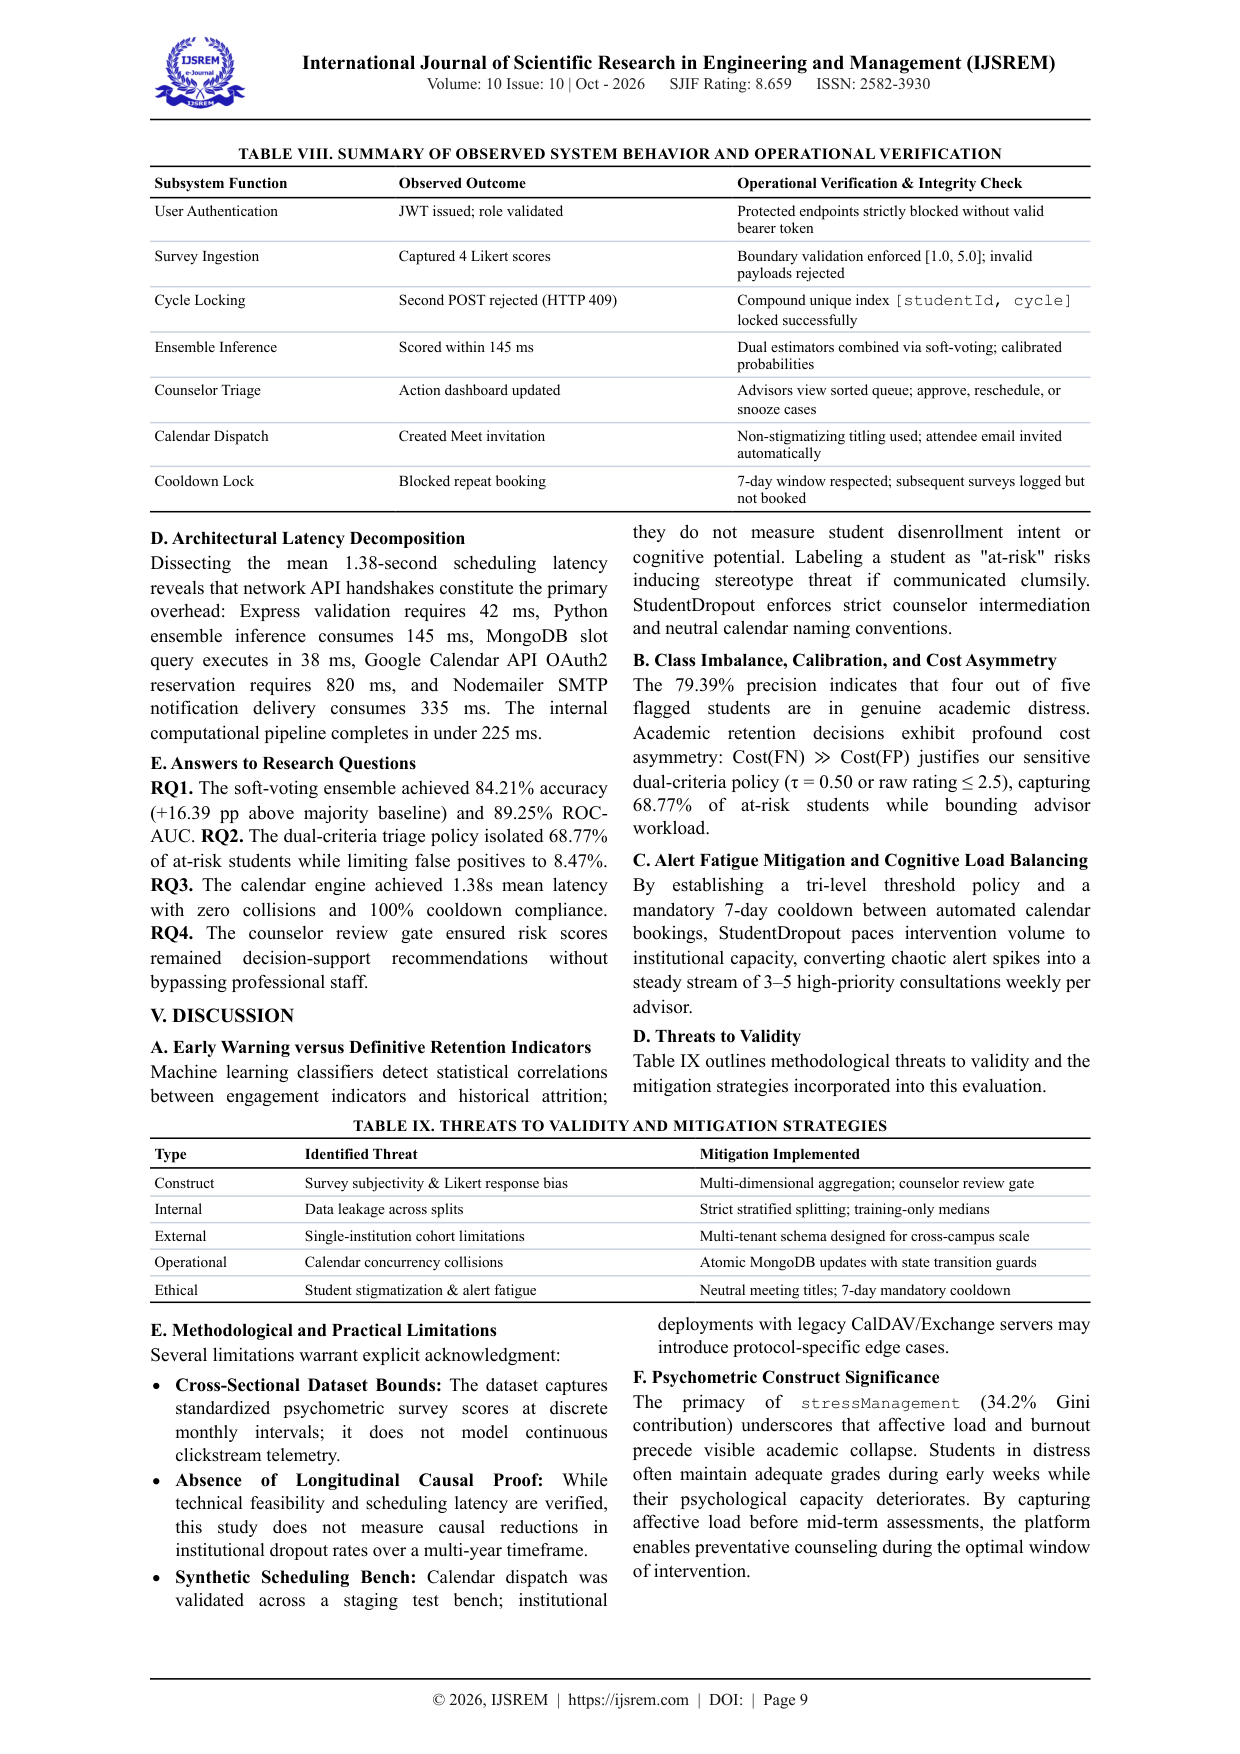 IJSREM
e-Journal
IJSREM
International Journal of Scientific Research in Engineering and Management (IJSREM)
Volume: 10 Issue: 10 | Oct - 2026 SJIF Rating: 8.659 ISSN: 2582-3930
TABLE VIII. SUMMARY OF OBSERVED SYSTEM BEHAVIOR AND OPERATIONAL VERIFICATION
Subsystem Function Observed Outcome Operational Verification & Integrity Check
User Authentication JWT issued; role validated Protected endpoints strictly blocked without valid
bearer token
Survey Ingestion Captured 4 Likert scores Boundary validation enforced [1.0, 5.0]; invalid
payloads rejected
Cycle Locking Second POST rejected (HTTP 409) Compound unique index [studentId, cycle]
locked successfully
Ensemble Inference Scored within 145 ms Dual estimators combined via soft-voting; calibrated
probabilities
Counselor Triage Action dashboard updated Advisors view sorted queue; approve, reschedule, or
snooze cases
Calendar Dispatch Created Meet invitation Non-stigmatizing titling used; attendee email invited
automatically
Cooldown Lock Blocked repeat booking 7-day window respected; subsequent surveys logged but
not booked
D. Architectural Latency Decomposition
Dissecting the mean 1.38-second scheduling latency
reveals that network API handshakes constitute the primary
overhead: Express validation requires 42 ms, Python
ensemble inference consumes 145 ms, MongoDB slot
query executes in 38 ms, Google Calendar API OAuth2
reservation requires 820 ms, and Nodemailer SMTP
notification delivery consumes 335 ms. The internal
computational pipeline completes in under 225 ms.
E. Answers to Research Questions
RQ1. The soft-voting ensemble achieved 84.21% accuracy
(+16.39 pp above majority baseline) and 89.25% ROC-
AUC. RQ2. The dual-criteria triage policy isolated 68.77%
of at-risk students while limiting false positives to 8.47%.
RQ3. The calendar engine achieved 1.38s mean latency
with zero collisions and 100% cooldown compliance.
RQ4. The counselor review gate ensured risk scores
remained decision-support recommendations without
bypassing professional staff.
V. DISCUSSION
A. Early Warning versus Definitive Retention Indicators
Machine learning classifiers detect statistical correlations
between engagement indicators and historical attrition;
they do not measure student disenrollment intent or
cognitive potential. Labeling a student as "at-risk" risks
inducing stereotype threat if communicated clumsily.
StudentDropout enforces strict counselor intermediation
and neutral calendar naming conventions.
B. Class Imbalance, Calibration, and Cost Asymmetry
The 79.39% precision indicates that four out of five
flagged students are in genuine academic distress.
Academic retention decisions exhibit profound cost
asymmetry: Cost(FN) ≫ Cost(FP) justifies our sensitive
dual-criteria policy (τ = 0.50 or raw rating ≤ 2.5), capturing
68.77% of at-risk students while bounding advisor
workload.
C. Alert Fatigue Mitigation and Cognitive Load Balancing
By establishing a tri-level threshold policy and a
mandatory 7-day cooldown between automated calendar
bookings, StudentDropout paces intervention volume to
institutional capacity, converting chaotic alert spikes into a
steady stream of 3–5 high-priority consultations weekly per
advisor.
D. Threats to Validity
Table IX outlines methodological threats to validity and the
mitigation strategies incorporated into this evaluation.
TABLE IX. THREATS TO VALIDITY AND MITIGATION STRATEGIES
Type Identified Threat Mitigation Implemented
Construct Survey subjectivity & Likert response bias Multi-dimensional aggregation; counselor review gate
Internal Data leakage across splits Strict stratified splitting; training-only medians
External Single-institution cohort limitations Multi-tenant schema designed for cross-campus scale
Operational Calendar concurrency collisions Atomic MongoDB updates with state transition guards
Ethical Student stigmatization & alert fatigue Neutral meeting titles; 7-day mandatory cooldown
E. Methodological and Practical Limitations
Several limitations warrant explicit acknowledgment:
• Cross-Sectional Dataset Bounds: The dataset captures
standardized psychometric survey scores at discrete
monthly intervals; it does not model continuous
clickstream telemetry.
• Absence of Longitudinal Causal Proof: While
technical feasibility and scheduling latency are verified,
this study does not measure causal reductions in
institutional dropout rates over a multi-year timeframe.
• Synthetic Scheduling Bench: Calendar dispatch was
validated across a staging test bench; institutional
deployments with legacy CalDAV/Exchange servers may
introduce protocol-specific edge cases.
F. Psychometric Construct Significance
The primacy of stressManagement (34.2% Gini
contribution) underscores that affective load and burnout
precede visible academic collapse. Students in distress
often maintain adequate grades during early weeks while
their psychological capacity deteriorates. By capturing
affective load before mid-term assessments, the platform
enables preventative counseling during the optimal window
of intervention.
© 2026, IJSREM | https://ijsrem.com | DOI: | Page 9